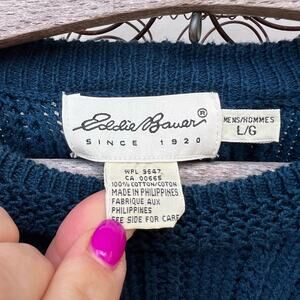 Eddie Bauer®
SINCE 1920
MENS/HOMMES
L/G
WPL 9647
CA 00665
100% COTTON/COTON
MADE IN PHILIPPINES
FABRIQUE AUX
PHILIPPINES
SEE SIDE FOR CARE